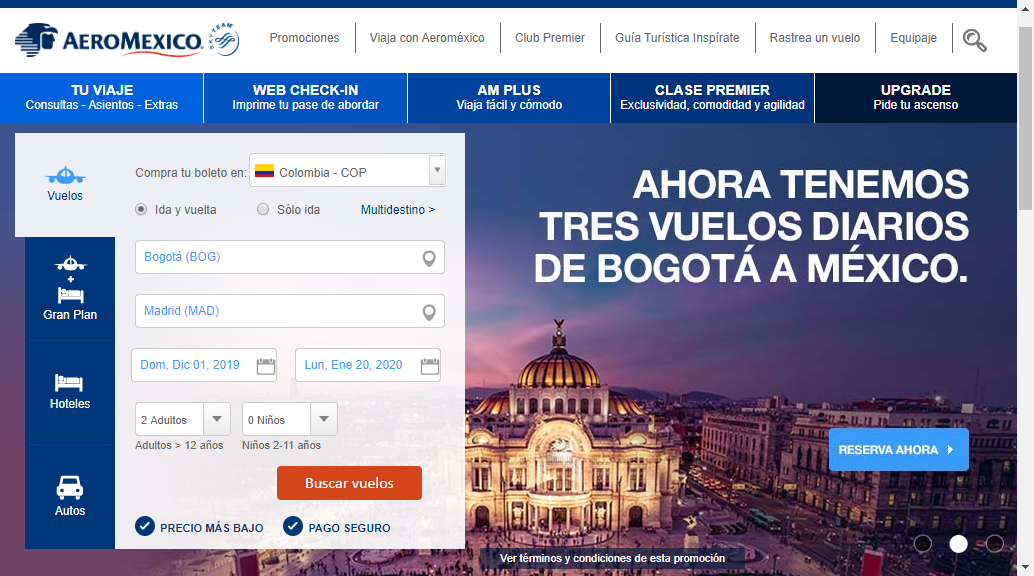 AEROMEXICO
SKYTEAM
Promociones
Viaja con Aeroméxico
Club Premier
Guía Turística Inspírate
Rastrea un vuelo
Equipaje
TU VIAJE
Consultas - Asientos - Extras
WEB CHECK-IN
Imprime tu pase de abordar
AM PLUS
Viaja fácil y cómodo
CLASE PREMIER
Exclusividad, comodidad y agilidad
UPGRADE
Pide tu ascenso
Vuelos
+
Gran Plan
Hoteles
Autos
Compra tu boleto en:
Colombia - COP
Ida y vuelta
Sólo ida
Multidestino >
Bogotá (BOG)
Madrid (MAD)
Dom, Dic 01, 2019
Lun, Ene 20, 2020
2 Adultos
0 Niños
Adultos > 12 años
Niños 2-11 años
Buscar vuelos
PRECIO MÁS BAJO
PAGO SEGURO
AHORA TENEMOS
TRES VUELOS DIARIOS
DE BOGOTÁ A MÉXICO.
RESERVA AHORA
Ver términos y condiciones de esta promoción